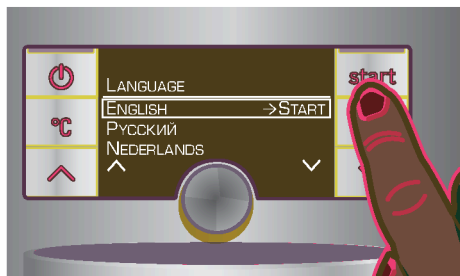 start
LANGUAGE
ENGLISH →START
°C
РУССКИЙ
NEDERLANDS